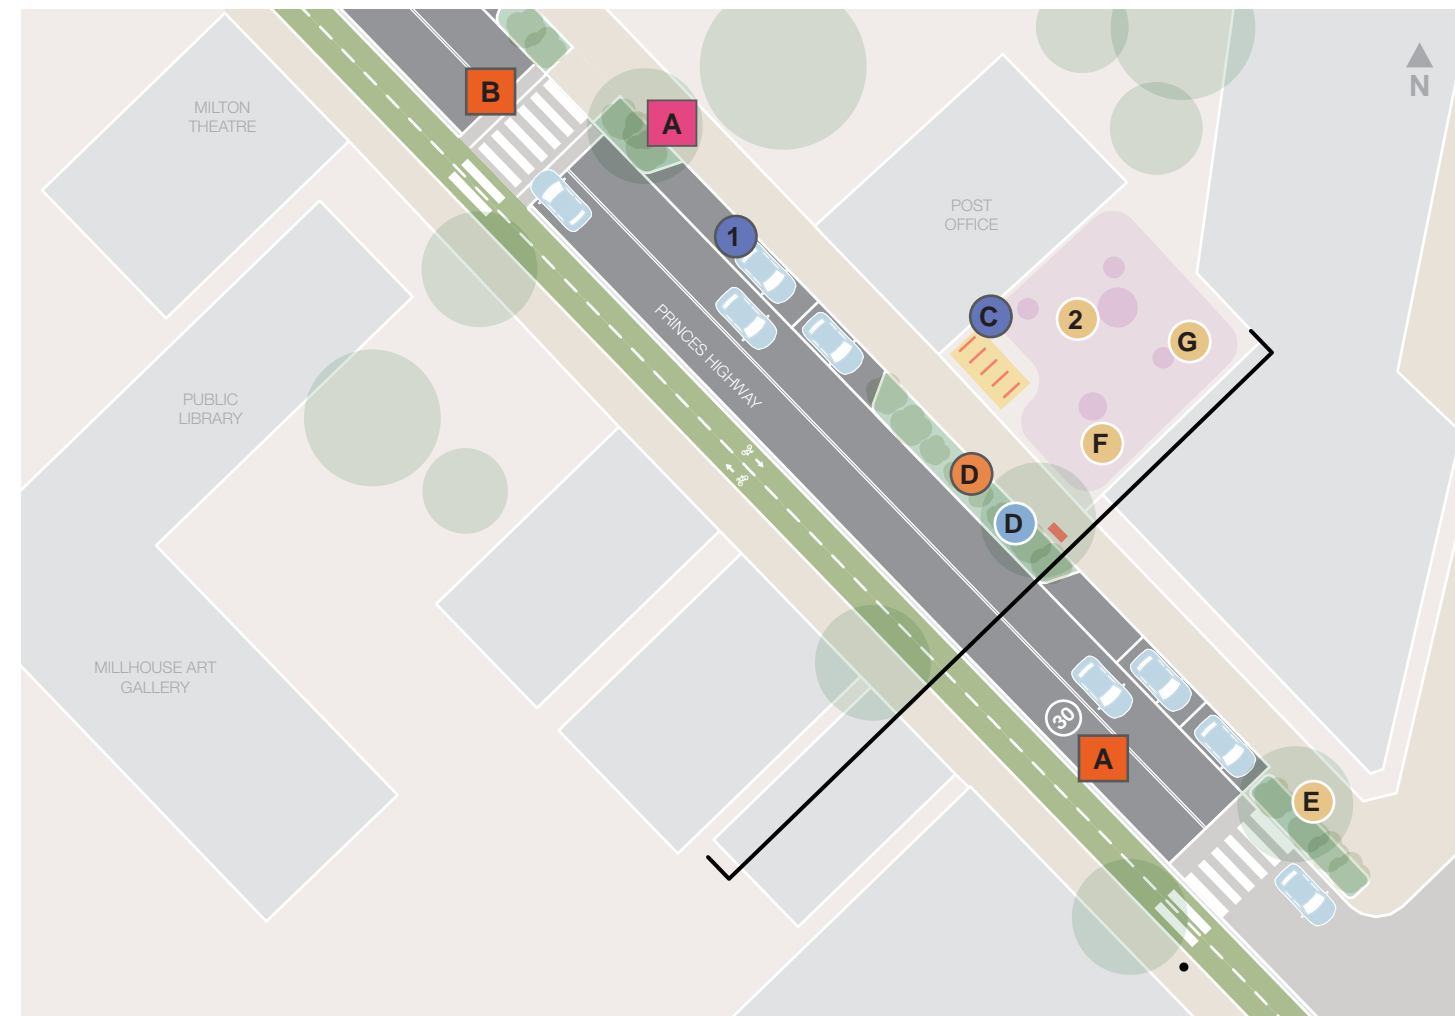 B
A
N
MILTON
THEATRE
POST
OFFICE
1
C
2
G
PRINCES HIGHWAY
PUBLIC
LIBRARY
F
D
D
MILLHOUSE ART
GALLERY
30
A
E